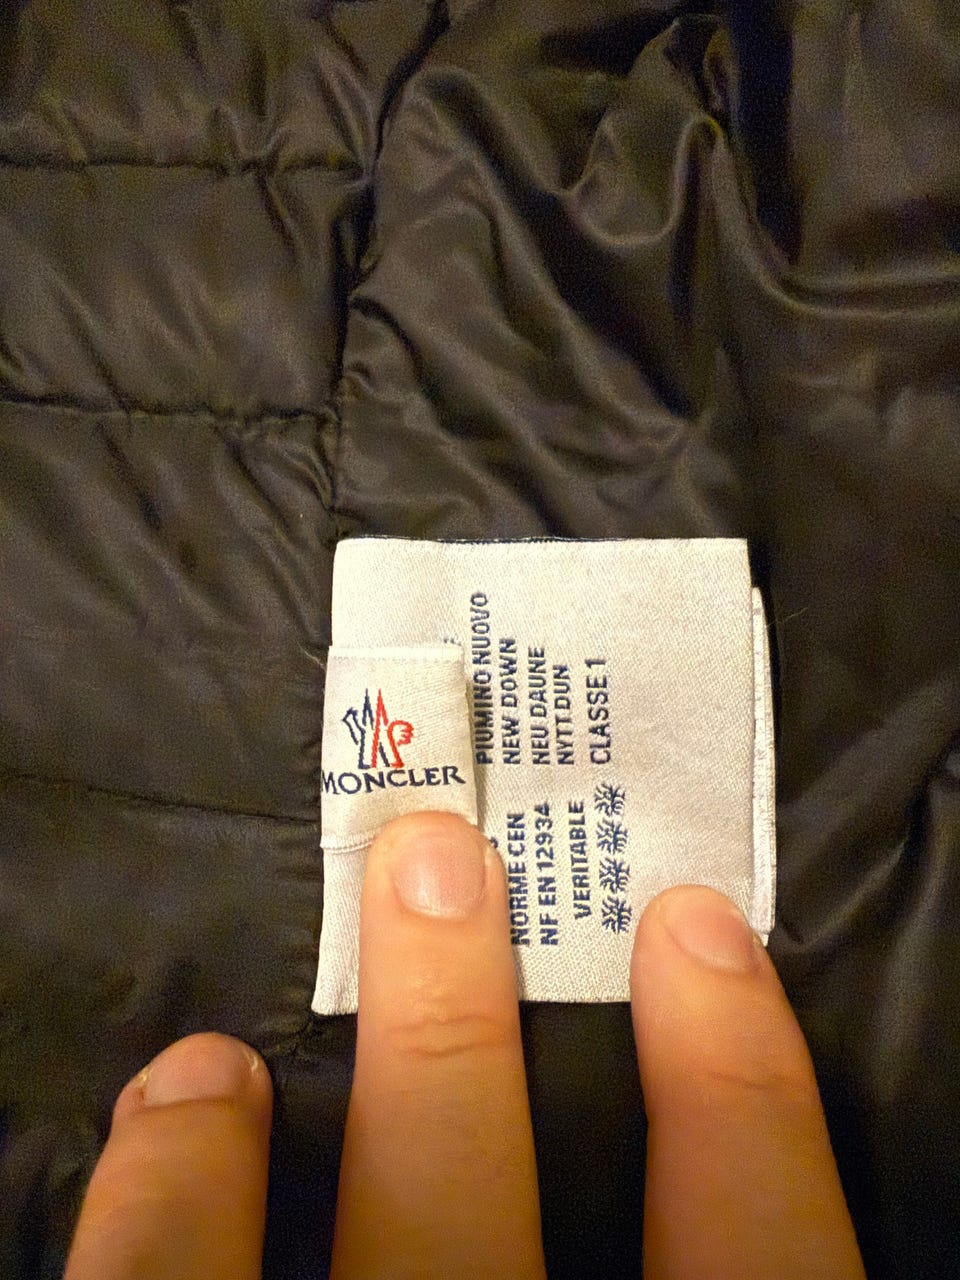 MONCLER
PIUMINO NUOVO
NEW DOWN
NEU DAUNE
NYTT DUN
CLASSE 1
NORME CEN
NF EN 12934
VERITABLE